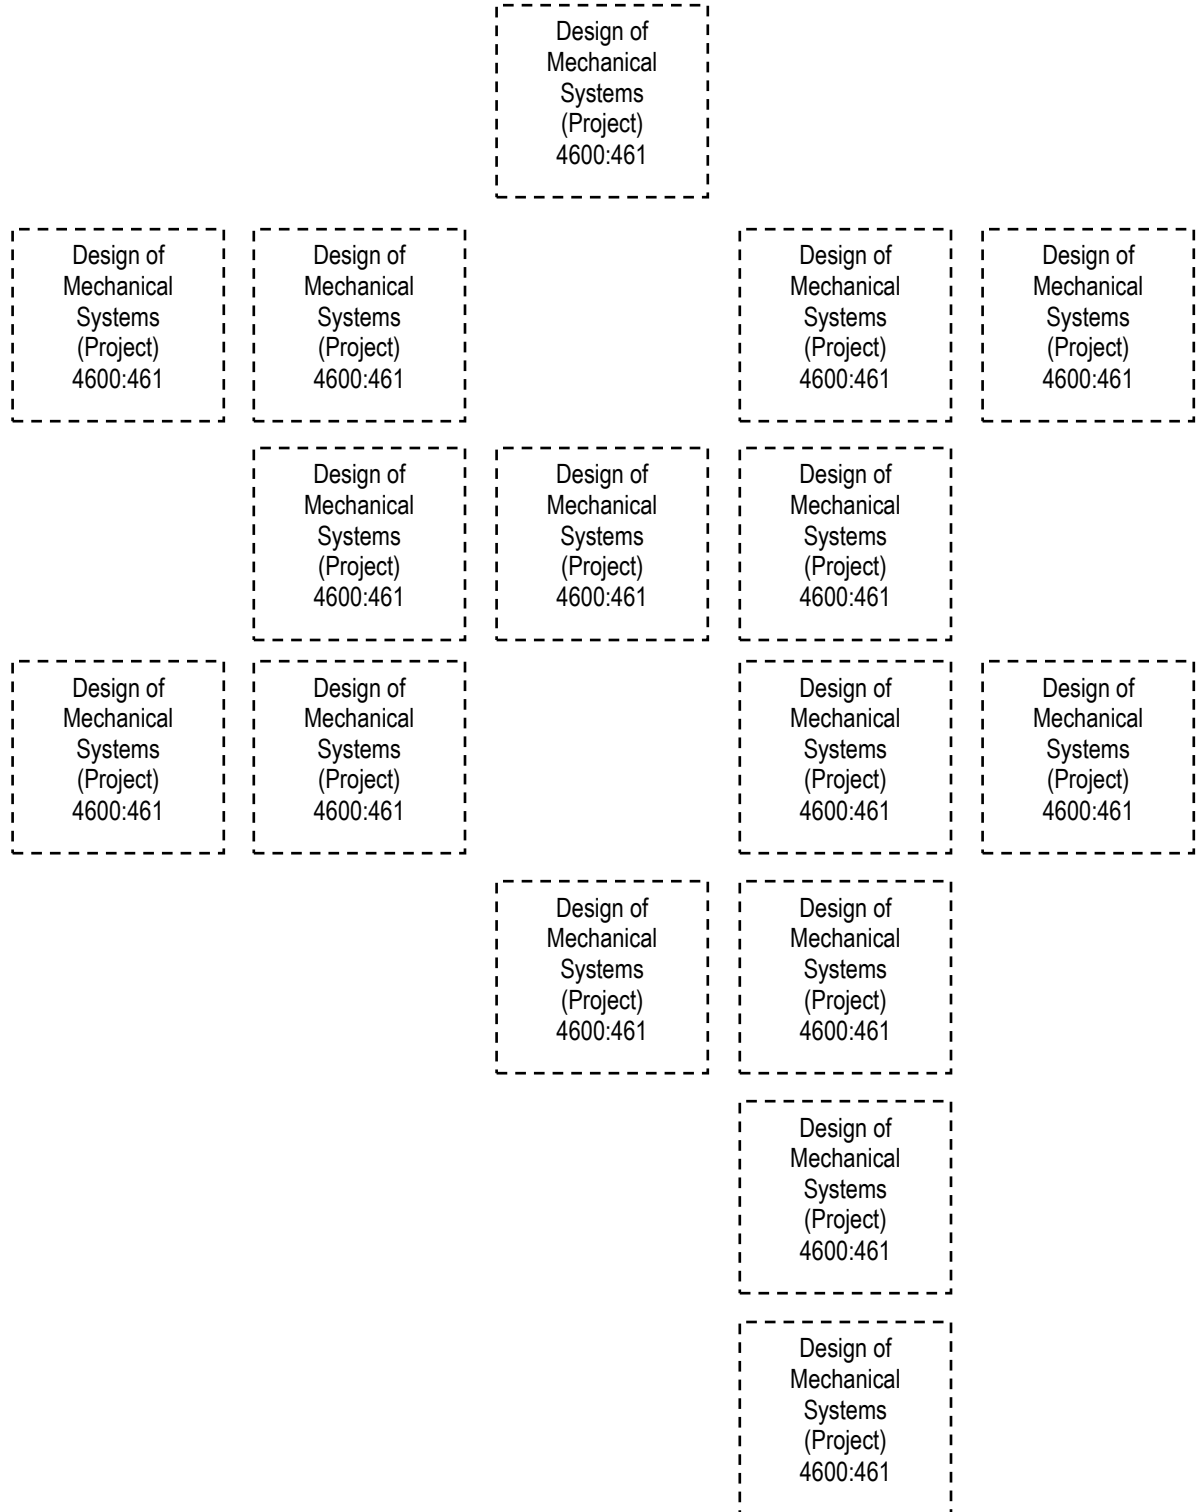 Design of
Mechanical
Systems
(Project)
4600:461
Design of
Mechanical
Systems
(Project)
4600:461
Design of
Mechanical
Systems
(Project)
4600:461
Design of
Mechanical
Systems
(Project)
4600:461
Design of
Mechanical
Systems
(Project)
4600:461
Design of
Mechanical
Systems
(Project)
4600:461
Design of
Mechanical
Systems
(Project)
4600:461
Design of
Mechanical
Systems
(Project)
4600:461
Design of
Mechanical
Systems
(Project)
4600:461
Design of
Mechanical
Systems
(Project)
4600:461
Design of
Mechanical
Systems
(Project)
4600:461
Design of
Mechanical
Systems
(Project)
4600:461
Design of
Mechanical
Systems
(Project)
4600:461
Design of
Mechanical
Systems
(Project)
4600:461
Design of
Mechanical
Systems
(Project)
4600:461
Design of
Mechanical
Systems
(Project)
4600:461